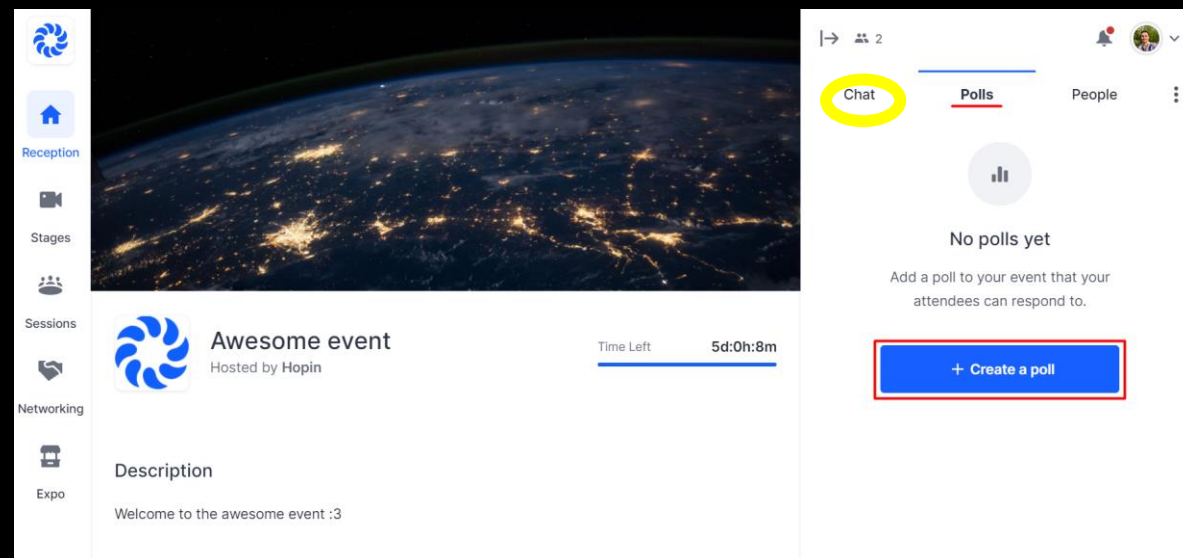 Reception
Stages
Sessions
Networking
Expo
Awesome event
Hosted by Hopin
Time Left 5d:0h:8m
Description
Welcome to the awesome event :3
2
Chat Polls People
No polls yet
Add a poll to your event that your
attendees can respond to.
+ Create a poll